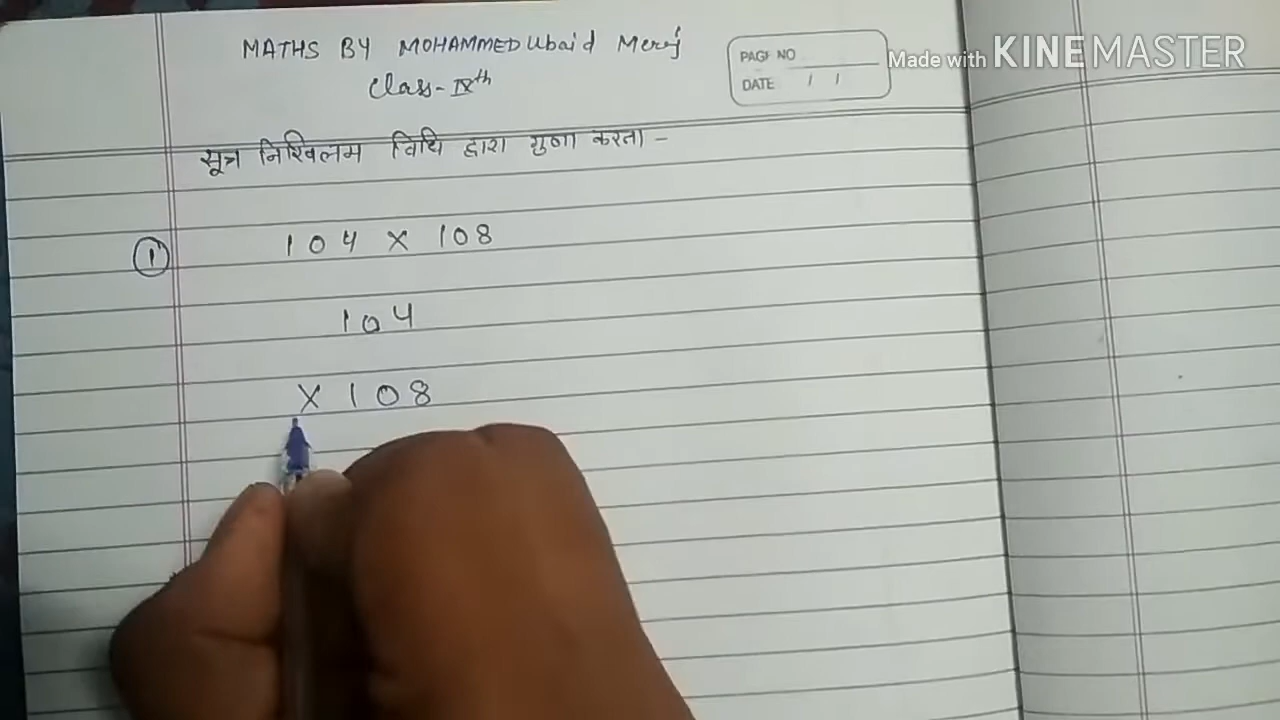 MATHS BY MOHAMMED Ubaid Meraj
Class - IXth
PAGE NO
DATE / /
Made with KINEMASTER
सूत्र निखिलम विधि द्वारा गुणा करता -
1 104 × 108
104
× 108